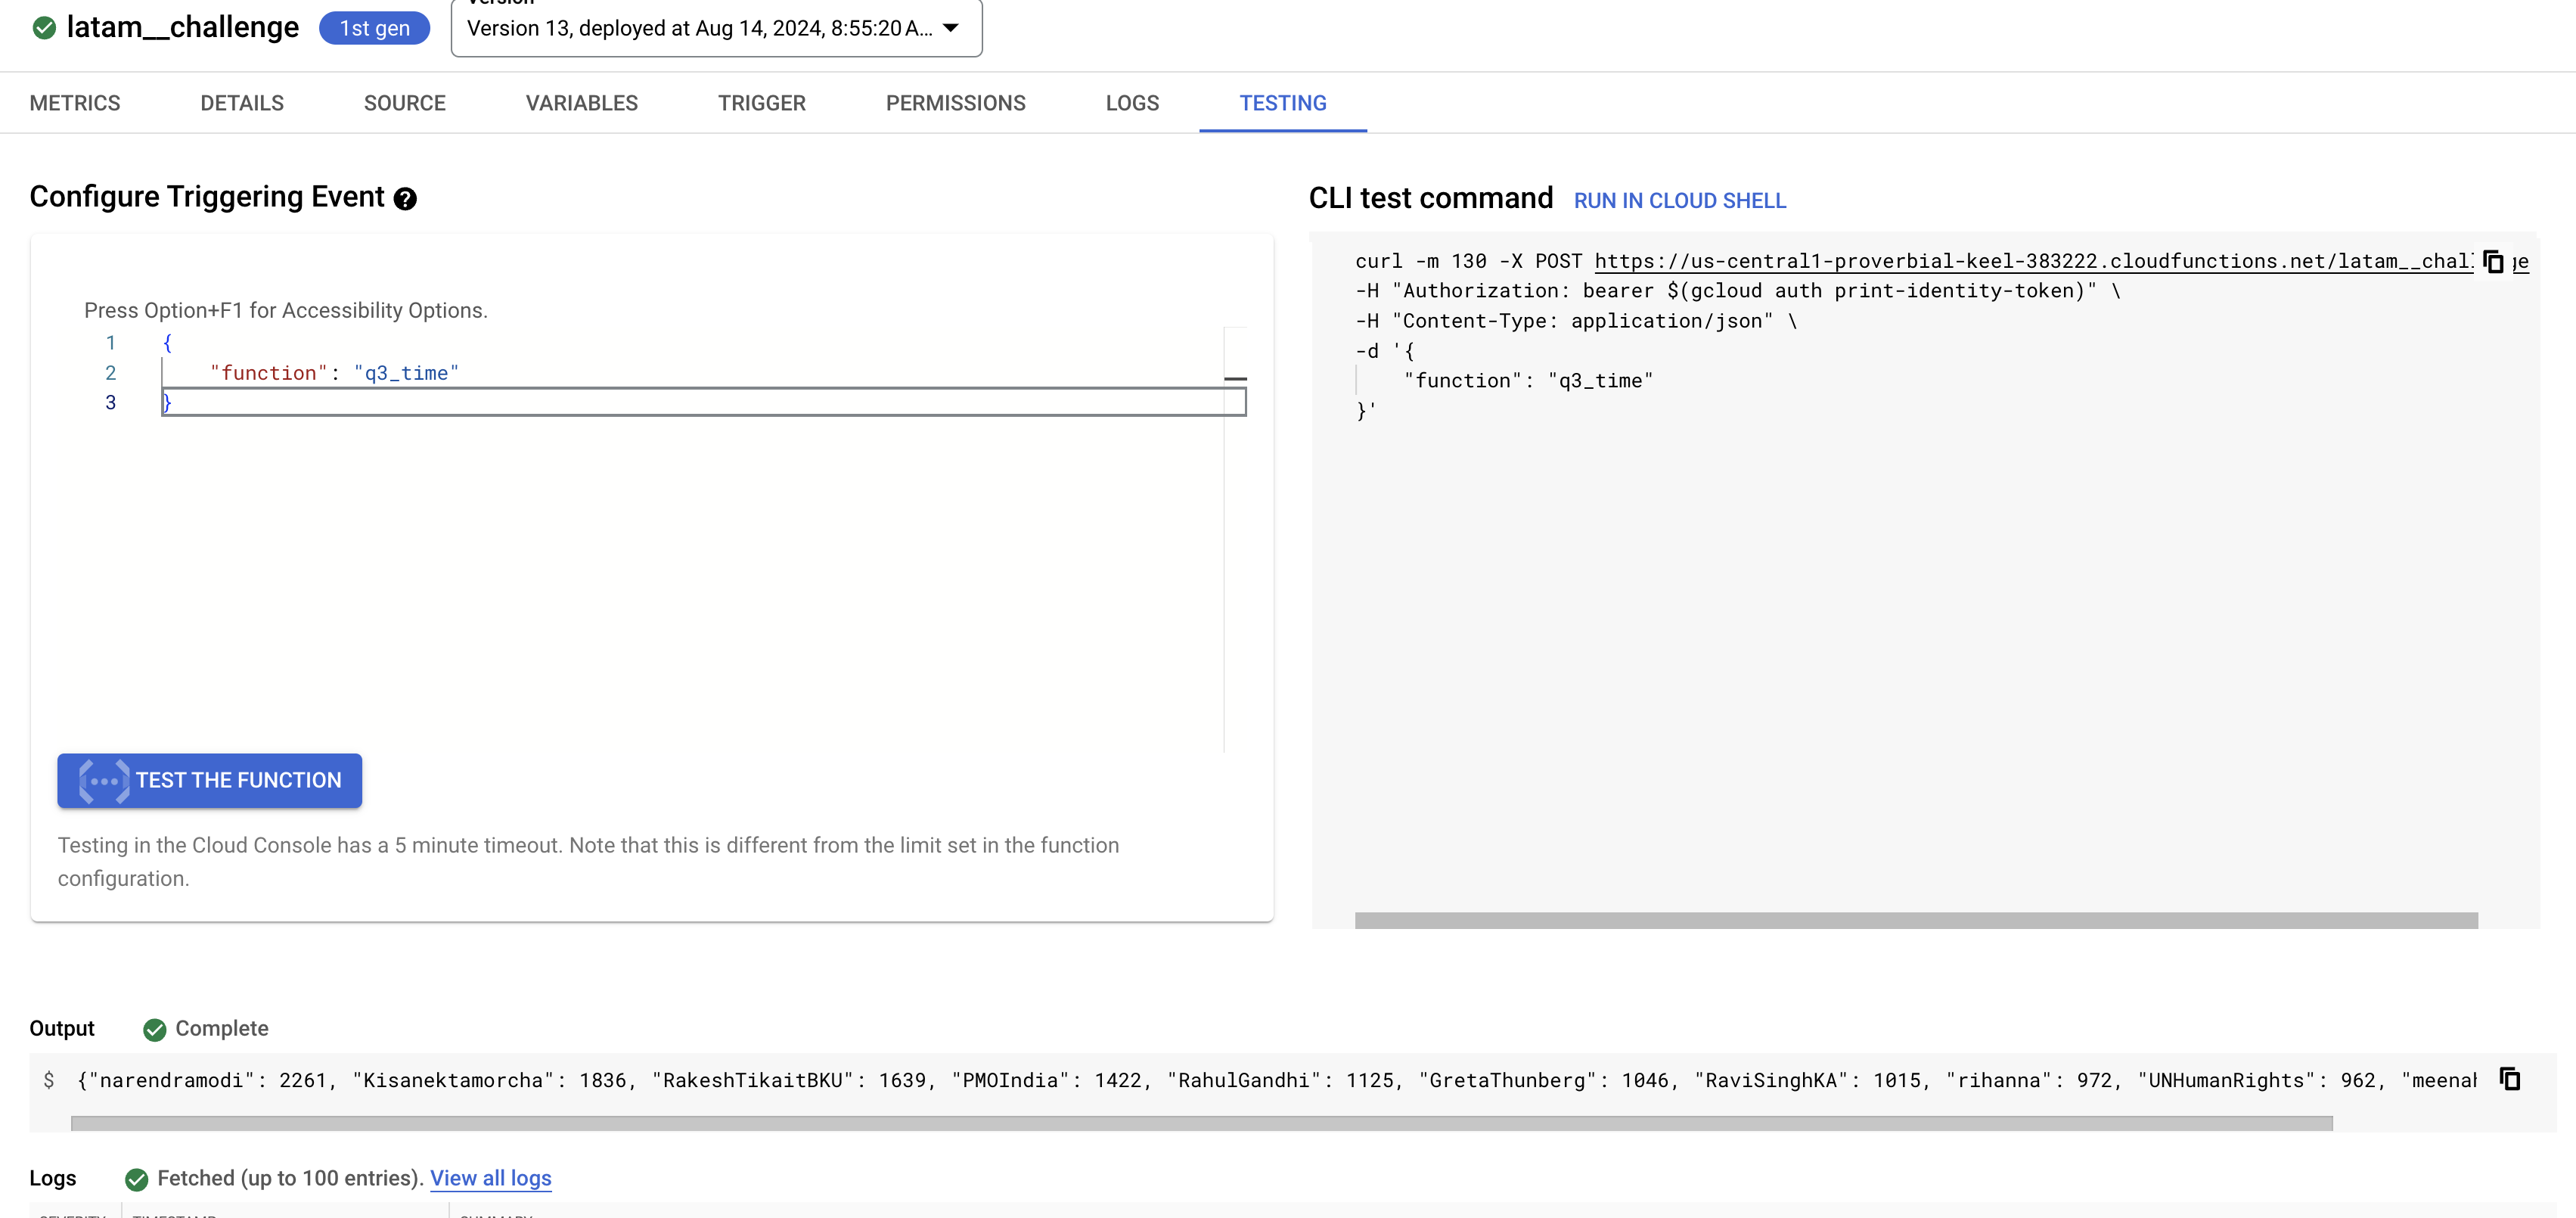 latam__challenge 1st gen Version Version 13, deployed at Aug 14, 2024, 8:55:20 A...
METRICS DETAILS SOURCE VARIABLES TRIGGER PERMISSIONS LOGS TESTING
Configure Triggering Event
Press Option+F1 for Accessibility Options.
1 {
2 "function": "q3_time"
3 }
TEST THE FUNCTION
Testing in the Cloud Console has a 5 minute timeout. Note that this is different from the limit set in the function
configuration.
CLI test command RUN IN CLOUD SHELL
curl -m 130 -X POST https://us-central1-proverbial-keel-383222.cloudfunctions.net/latam__chal ge
-H "Authorization: bearer $(gcloud auth print-identity-token)" \
-H "Content-Type: application/json" \
-d '{
"function": "q3_time"
}'
Output Complete
$ {"narendramodi": 2261, "Kisanektamorcha": 1836, "RakeshTikaitBKU": 1639, "PMOIndia": 1422, "RahulGandhi": 1125, "GretaThunberg": 1046, "RaviSinghKA": 1015, "rihanna": 972, "UNHumanRights": 962, "meena
Logs Fetched (up to 100 entries). View all logs
SEVERITY TIMESTAMP SUMMARY